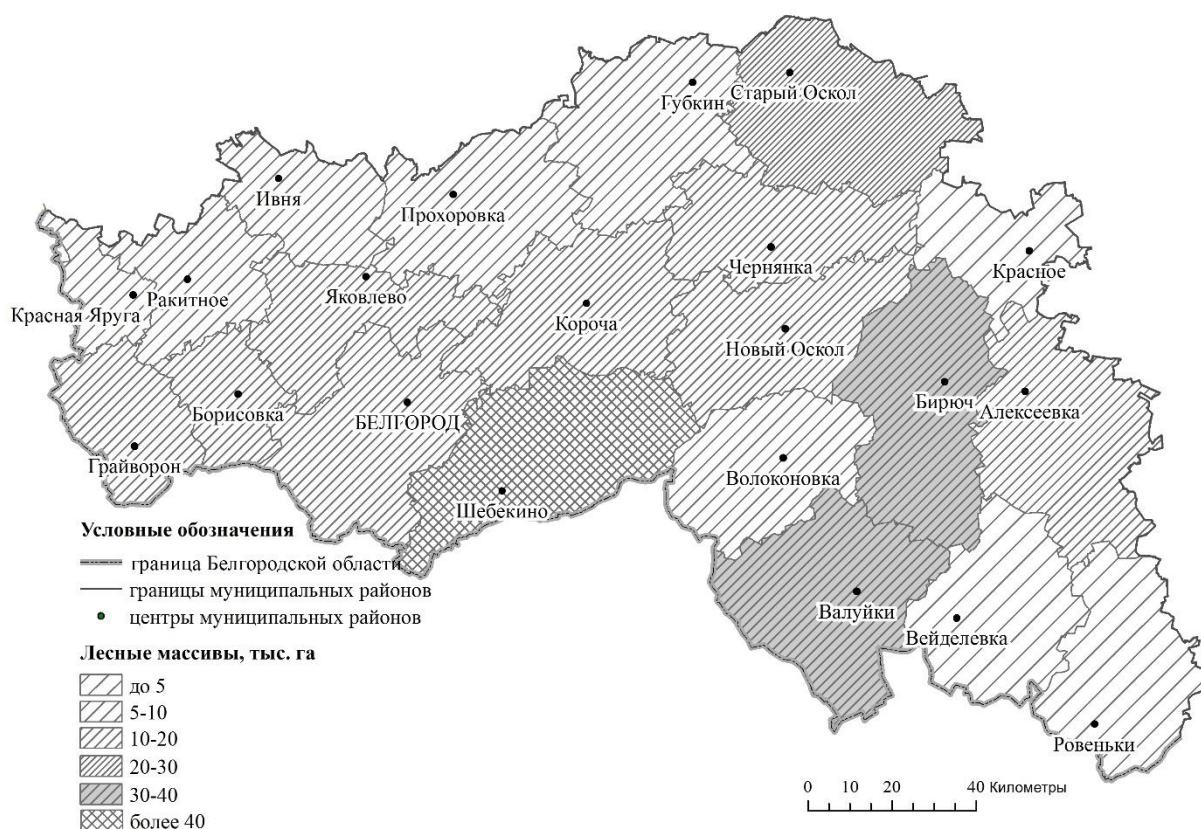 Губкин
Старый Оскол
Ивня
Прохоровка
Чернянка
Красное
Красная Яруга
Ракитное
Яковлево
Короча
Новый Оскол
Борисовка
БЕЛГОРОД
Бирюч
Алексеевка
Грайворон
Волоконовка
Шебекино
Валуйки
Вейделевка
Ровеньки
Условные обозначения
граница Белгородской области
границы муниципальных районов
центры муниципальных районов
Лесные массивы, тыс. га
до 5
5-10
10-20
20-30
30-40
более 40
0 10 20 40 Километры